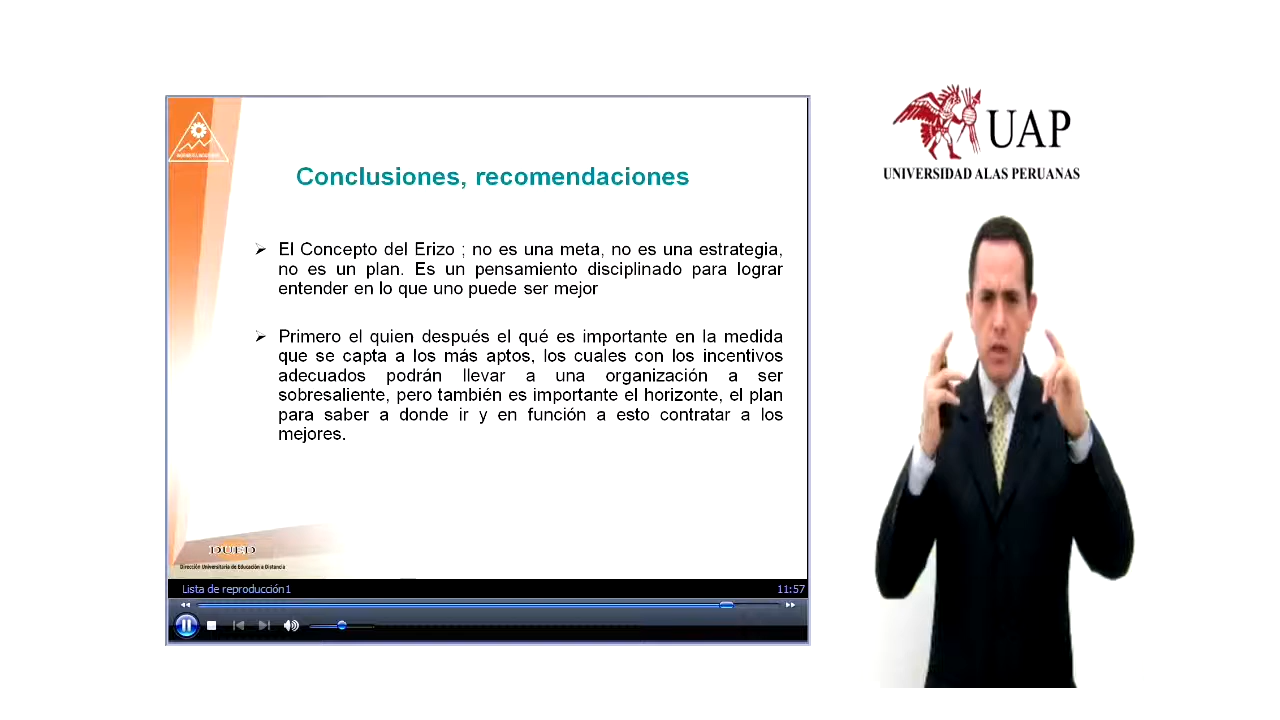 UAP
UNIVERSIDAD ALAS PERUANAS
Conclusiones, recomendaciones
El Concepto del Erizo ; no es una meta, no es una estrategia,
no es un plan. Es un pensamiento disciplinado para lograr
entender en lo que uno puede ser mejor
Primero el quien después el qué es importante en la medida
que se capta a los más aptos, los cuales con los incentivos
adecuados podrán llevar a una organización a ser
sobresaliente, pero también es importante el horizonte, el plan
para saber a donde ir y en función a esto contratar a los
mejores.
DUED
Dirección Universitaria de Educación a Distancia
Lista de reproducción1
11:57